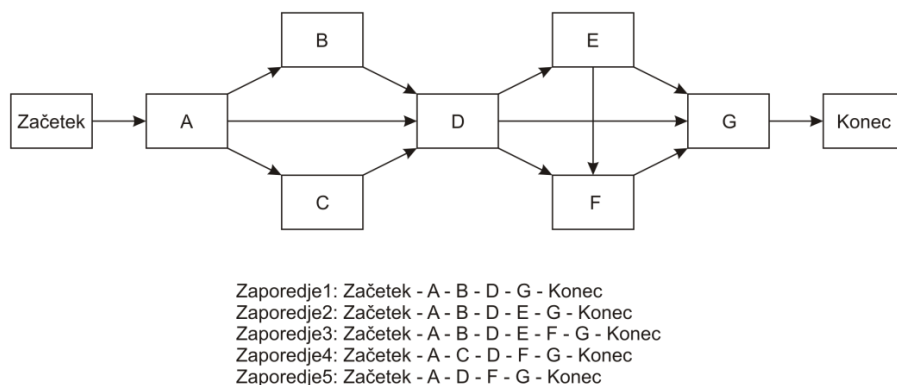 B
E
Začetek
A
D
G
Konec
C
F
Zaporedje1: Začetek - A - B - D - G - Konec
Zaporedje2: Začetek - A - B - D - E - G - Konec
Zaporedje3: Začetek - A - B - D - E - F - G - Konec
Zaporedje4: Začetek - A - C - D - F - G - Konec
Zaporedje5: Začetek - A - D - F - G - Konec